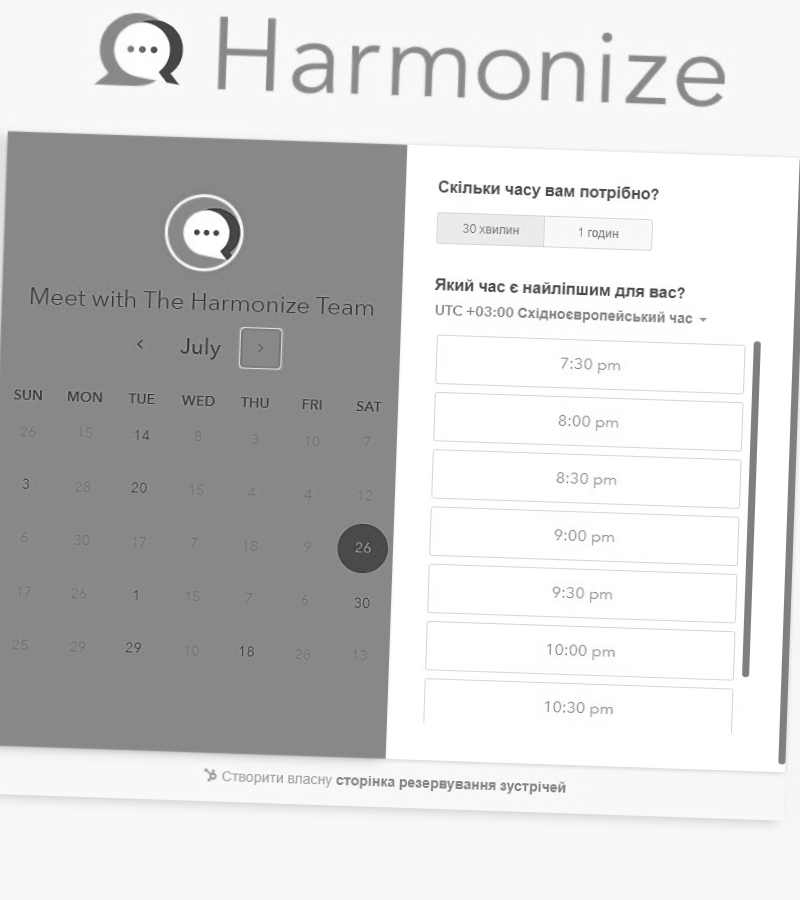 Harmonize
Meet with The Harmonize Team
July
SUN MON TUE WED THU FRI SAT
26 15 14 8 3 10 7
3 28 20 15 4 4 12
6 30 17 7 18 9 26
17 26 1 15 7 6 30
25 29 29 10 18 28 13
Скільки часу вам потрібно?
30 хвилин 1 годин
Який час є найліпшим для вас?
UTC +03:00 Східноєвропейський час
7:30 pm
8:00 pm
8:30 pm
9:00 pm
9:30 pm
10:00 pm
10:30 pm
Створити власну сторінка резервування зустрічей